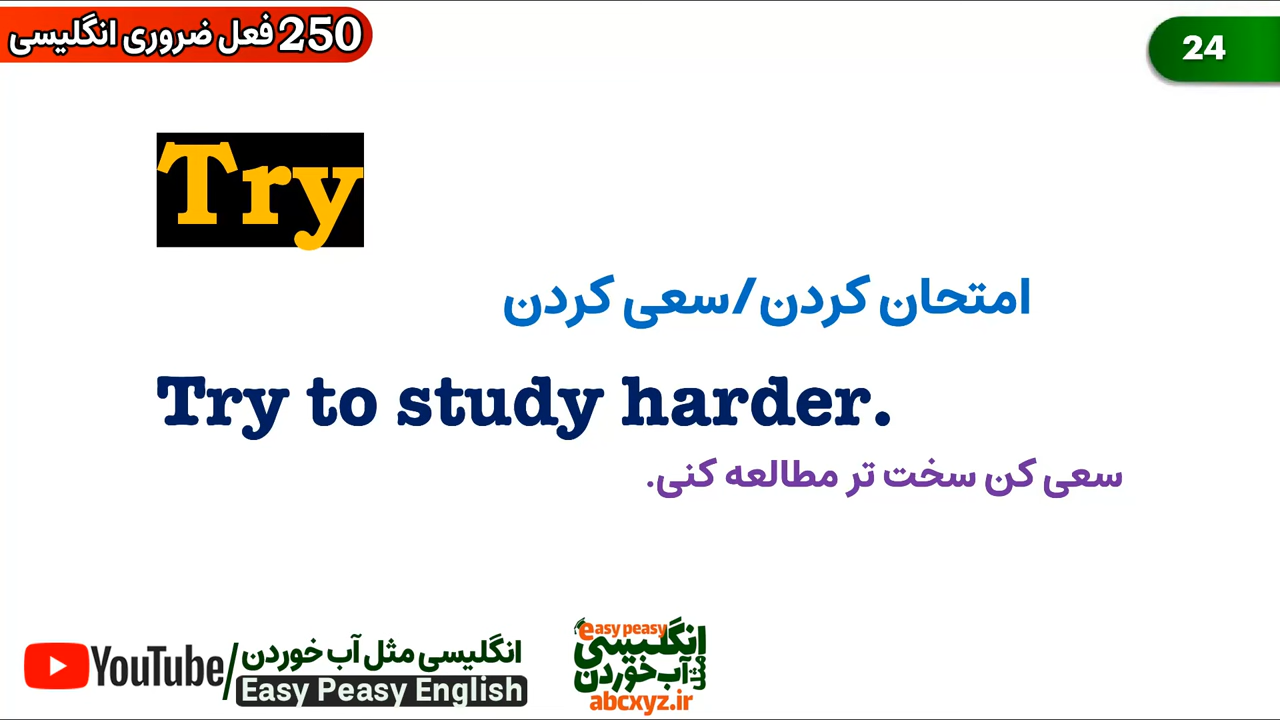 250 فعل ضروری انگلیسی
24
Try
امتحان کردن/سعی کردن
Try to study harder.
سعی کن سخت تر مطالعه کنی.
YouTube/انگلیسی مثل آب خوردن
Easy Peasy English
easy peasy
انگلیسی
مثل آب خوردن
abcxyz.ir